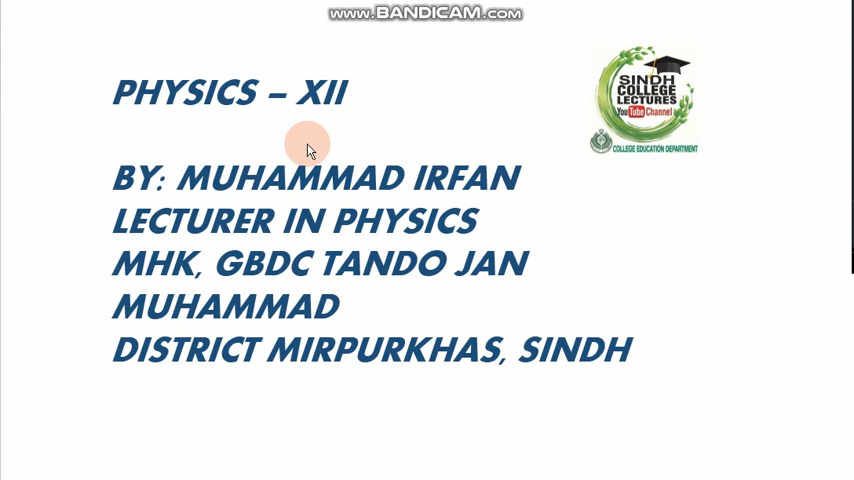 www.BANDICAM.com
PHYSICS – XII
SINDH
COLLEGE
LECTURES
YouTube Channel
COLLEGE EDUCATION DEPARTMENT
BY: MUHAMMAD IRFAN
LECTURER IN PHYSICS
MHK, GBDC TANDO JAN
MUHAMMAD
DISTRICT MIRPURKHAS, SINDH